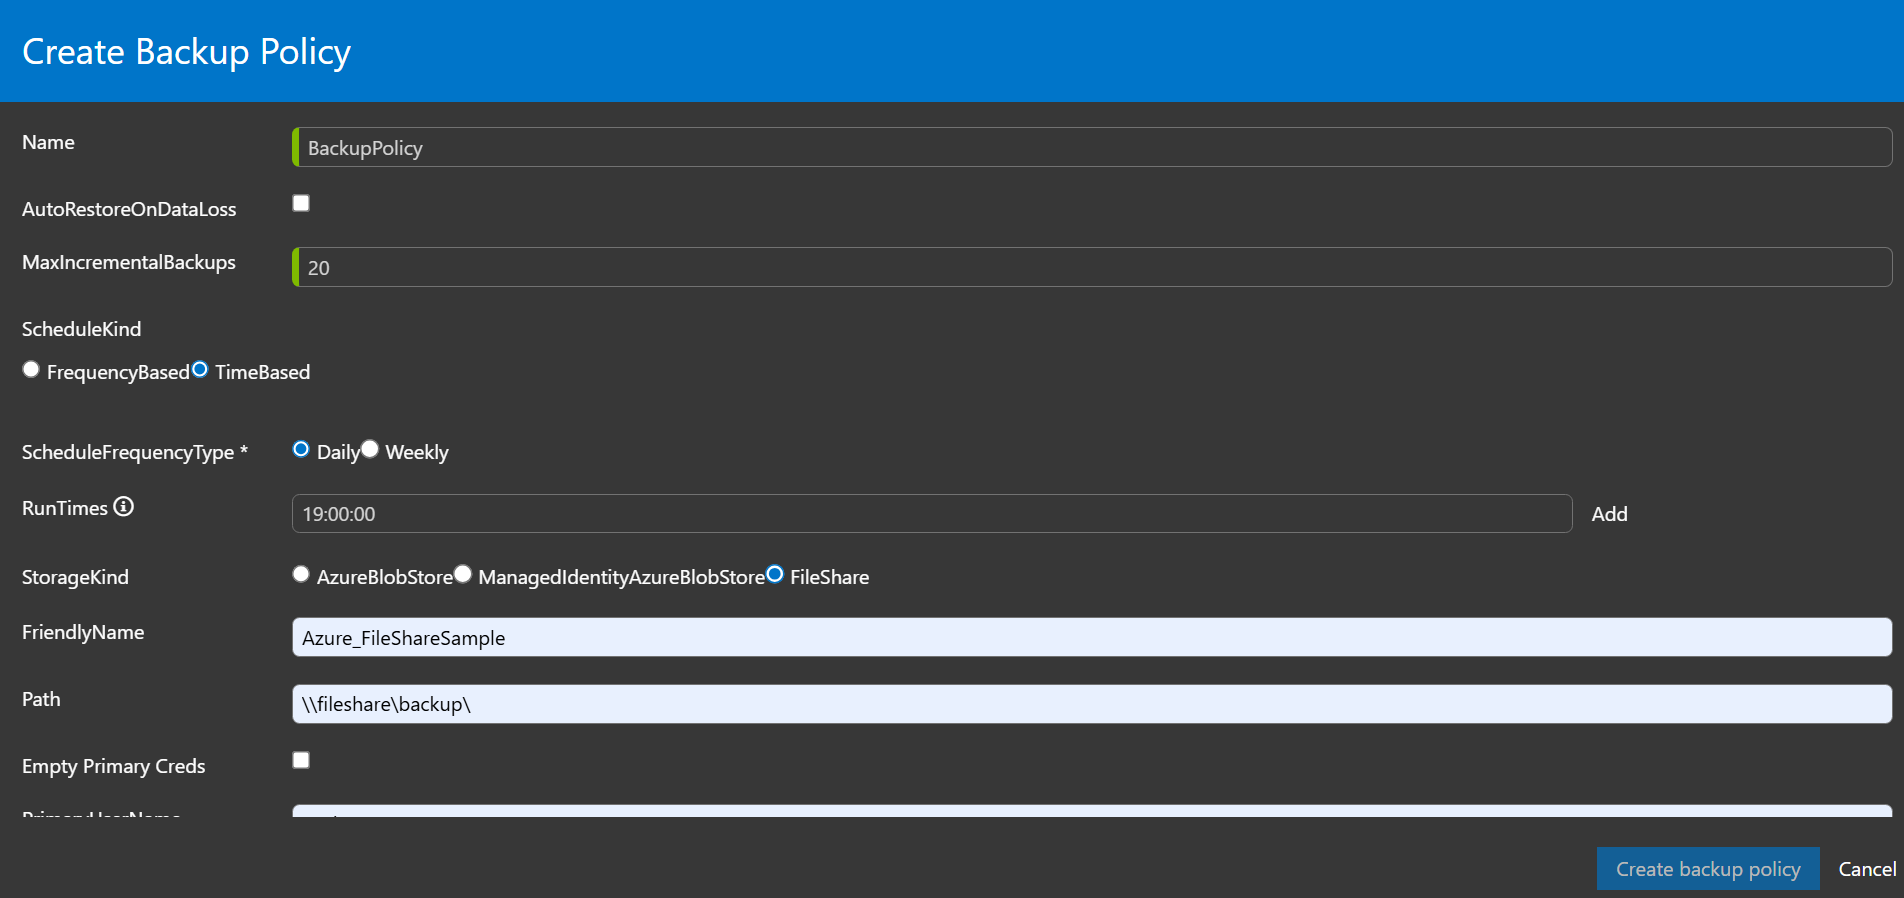 Create Backup Policy
Name
BackupPolicy
AutoRestoreOnDataLoss
MaxIncrementalBackups
20
ScheduleKind
FrequencyBased TimeBased
ScheduleFrequencyType * Daily Weekly
RunTimes
19:00:00
Add
StorageKind AzureBlobStore ManagedIdentityAzureBlobStore FileShare
FriendlyName
Azure_FileShareSample
Path
\\fileshare\backup\
Empty Primary Creds
PrimaryUserName
Create backup policy
Cancel